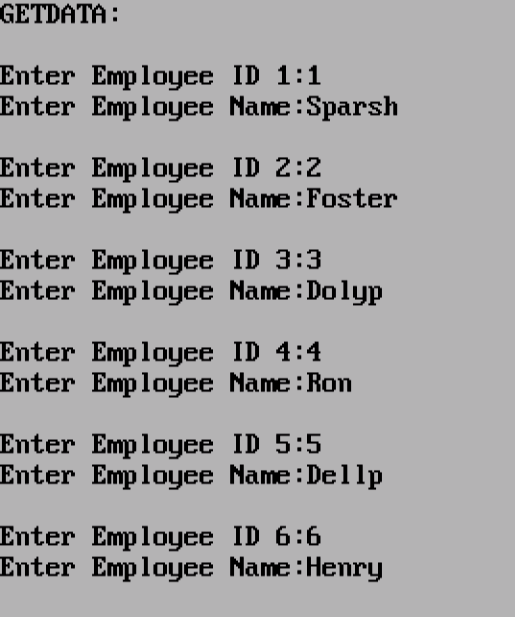 GETDATA:
Enter Employee ID 1:1
Enter Employee Name:Sparsh
Enter Employee ID 2:2
Enter Employee Name:Foster
Enter Employee ID 3:3
Enter Employee Name:Dolyp
Enter Employee ID 4:4
Enter Employee Name:Ron
Enter Employee ID 5:5
Enter Employee Name:Dellp
Enter Employee ID 6:6
Enter Employee Name:Henry